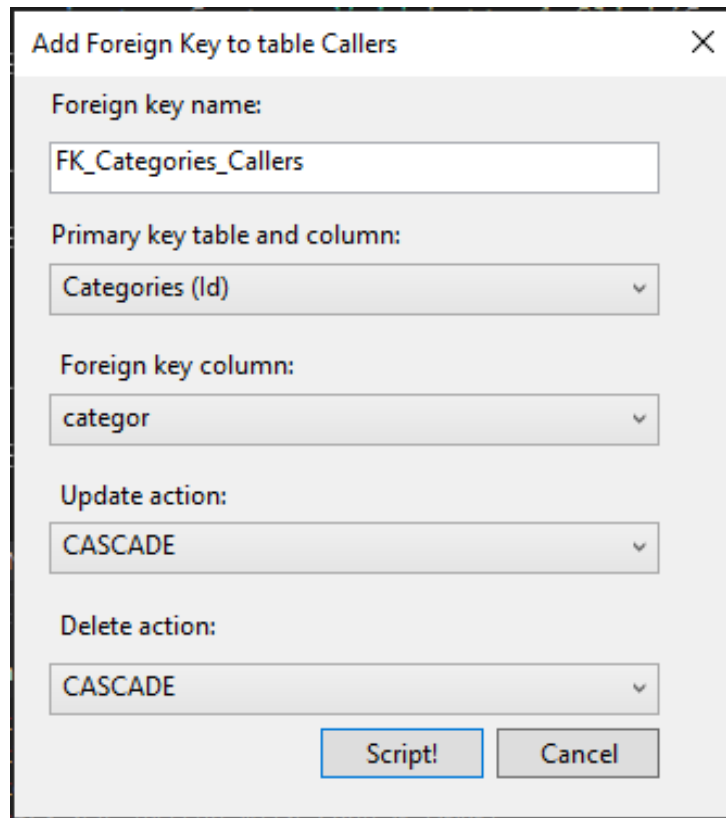 Add Foreign Key to table Callers
Foreign key name:
FK_Categories_Callers
Primary key table and column:
Categories (Id)
Foreign key column:
categor
Update action:
CASCADE
Delete action:
CASCADE
Script! Cancel